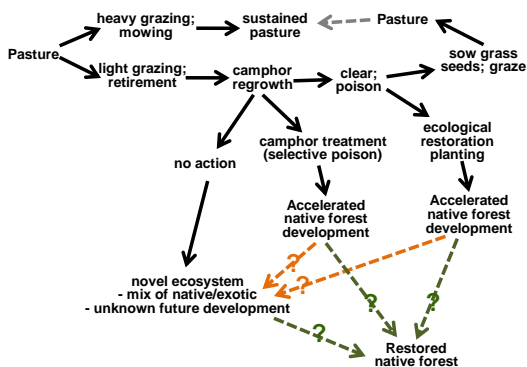 heavy grazing;
mowing
sustained
pasture
Pasture
Pasture
light grazing;
retirement
camphor
regrowth
clear;
poison
sow grass
seeds; graze
no action
camphor treatment
(selective poison)
ecological
restoration
planting
Accelerated
native forest
development
Accelerated
native forest
development
?
?
novel ecosystem
- mix of native/exotic
- unknown future development
?
?
?
Restored
native forest